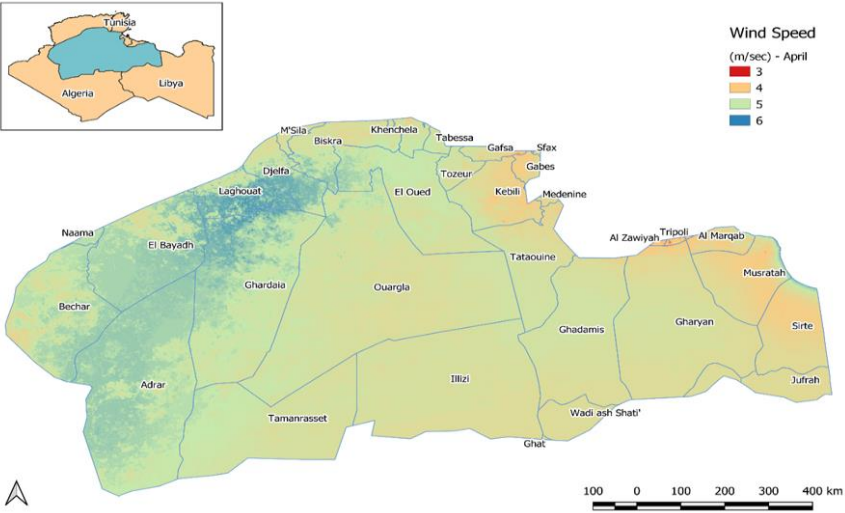 Tunisia
Algeria
Libya
Wind Speed
(m/sec) - April
3
4
5
6
M'Sila
Khenchela
Biskra
Tabessa
Gafsa
Sfax
Gabes
Djelfa
Tozeur
Laghouat
El Oued
Kebili
Medenine
Naama
Al Zawiyah
Tripoli
Al Marqab
El Bayadh
Tataouine
Musratah
Ghardaia
Ouargla
Bechar
Ghadamis
Gharyan
Sirte
Adrar
Illizi
Jufrah
Tamanrasset
Wadi ash Shati'
Ghat
100 0 100 200 300 400 km